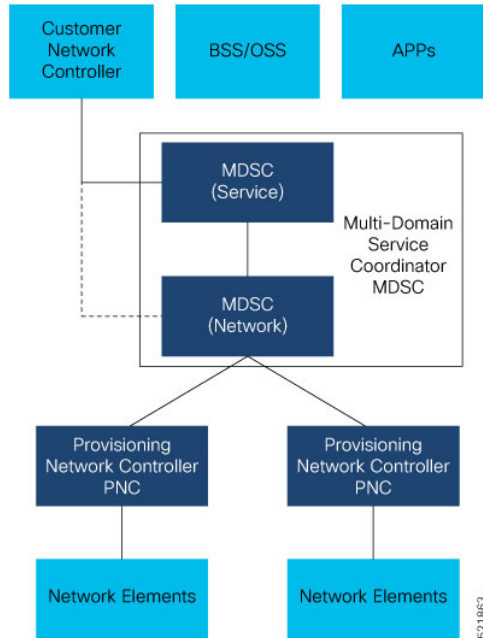 Customer
Network
Controller
BSS/OSS
APPs
MDSC
(Service)
Multi-Domain
Service
Coordinator
MDSC
MDSC
(Network)
Provisioning
Network Controller
PNC
Provisioning
Network Controller
PNC
Network Elements
Network Elements
521863